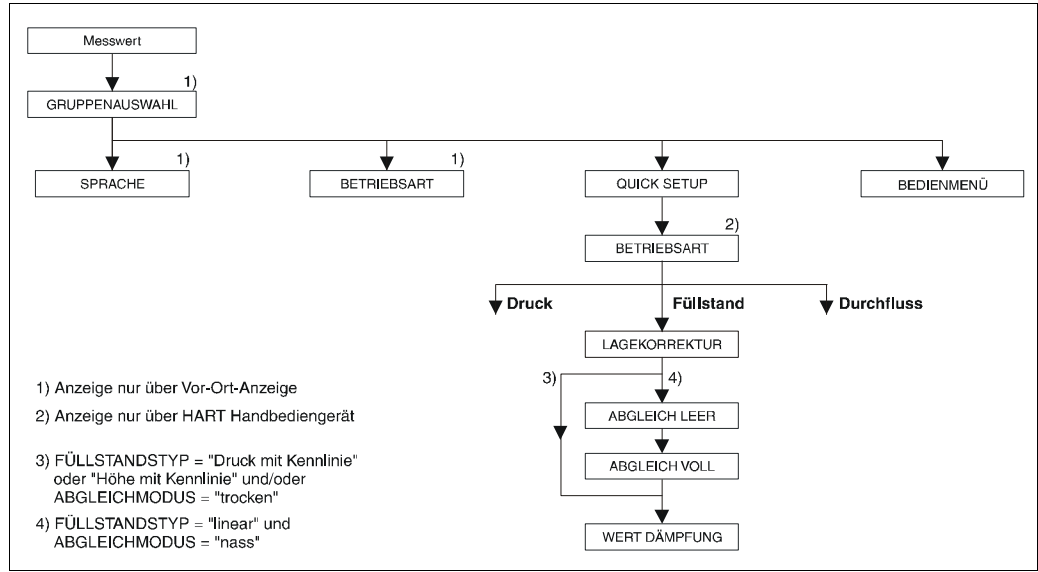 Messwert
1)
GRUPPENAUSWAHL
1)
1)
SPRACHE
BETRIEBSART
QUICK SETUP
BEDIENMENÜ
2)
BETRIEBSART
Druck
Füllstand
Durchfluss
LAGEKORREKTUR
3)
4)
ABGLEICH LEER
ABGLEICH VOLL
WERT DÄMPFUNG
1) Anzeige nur über Vor-Ort-Anzeige
2) Anzeige nur über HART Handbediengerät
3) FÜLLSTANDSTYP = "Druck mit Kennlinie"
oder "Höhe mit Kennlinie" und/oder
ABGLEICHMODUS = "trocken"
4) FÜLLSTANDSTYP = "linear" und
ABGLEICHMODUS = "nass"